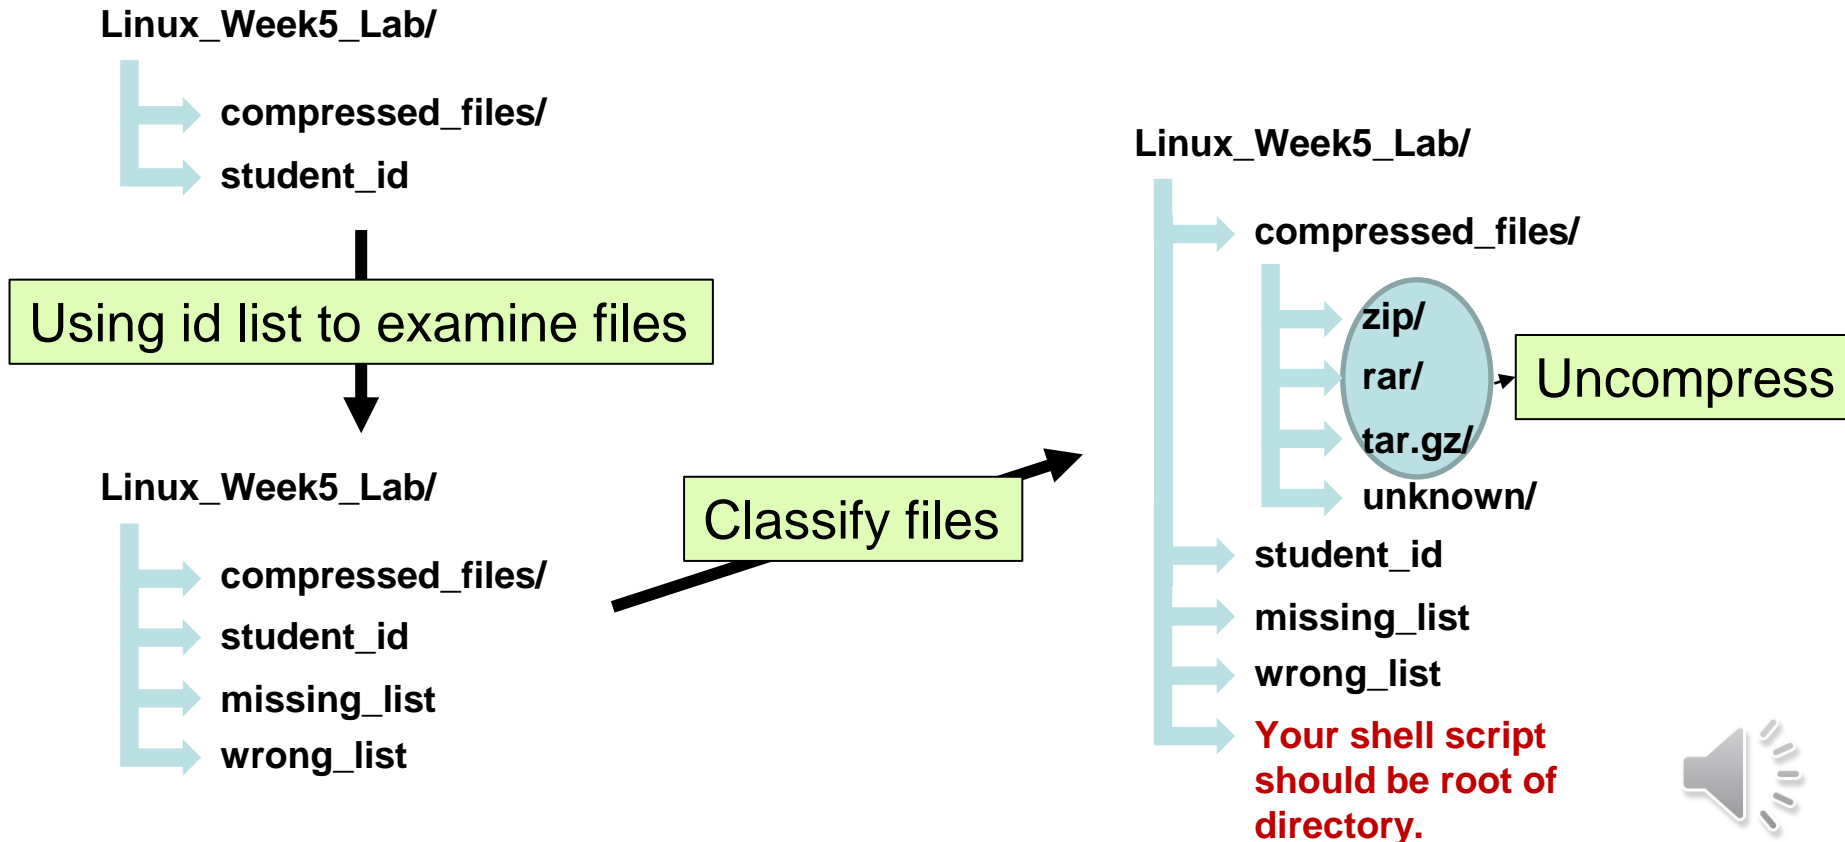 Linux_Week5_Lab/
compressed_files/
student_id
Using id list to examine files
Linux_Week5_Lab/
compressed_files/
student_id
missing_list
wrong_list
Classify files
Linux_Week5_Lab/
compressed_files/
zip/
rar/
tar.gz/
unknown/
Uncompress
student_id
missing_list
wrong_list
Your shell script
should be root of
directory.